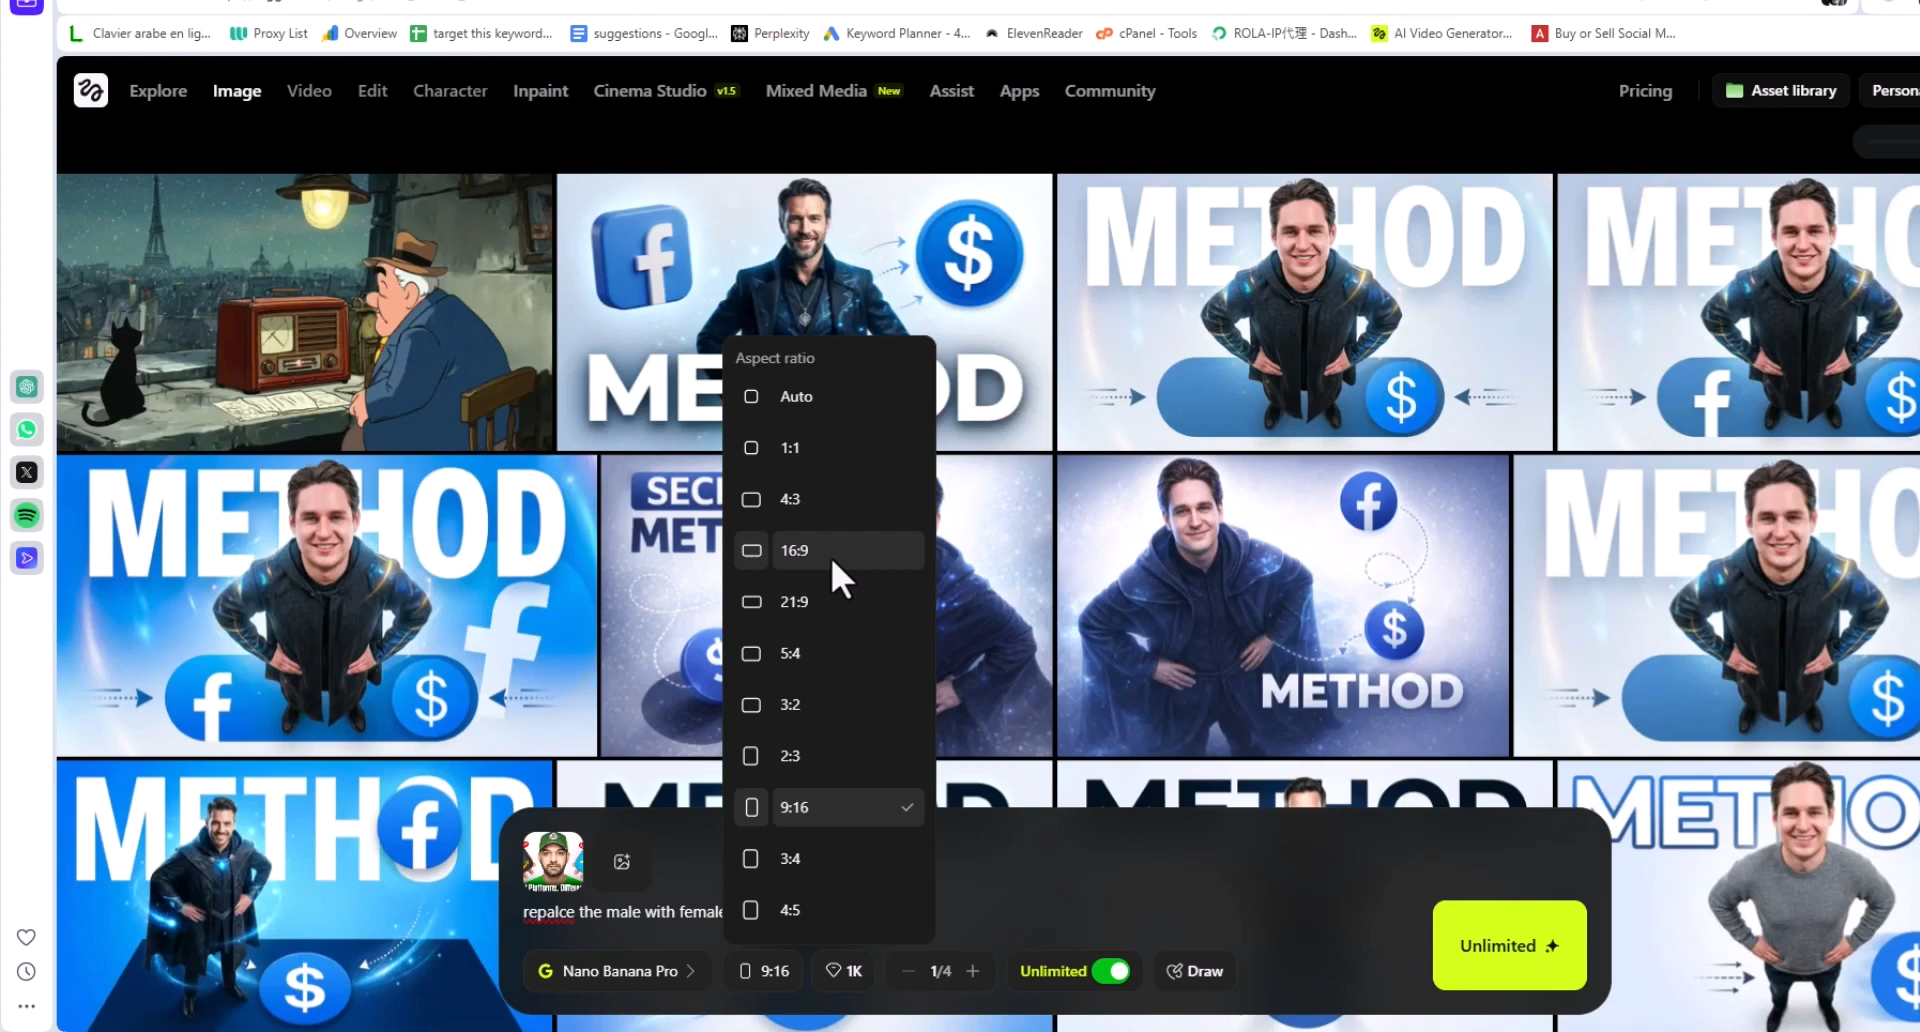 Clavier arabe en lig...
Proxy List
Overview
target this keyword...
suggestions - Googl...
Perplexity
Keyword Planner - 4...
ElevenReader
cPanel - Tools
ROLA-IP代理 - Dash...
AI Video Generator...
Buy or Sell Social M...
Explore
Image
Video
Edit
Character
Inpaint
Cinema Studio v1.5
Mixed Media New
Assist
Apps
Community
Pricing
Asset library
Persona
METHOD
METHOD
METHOD
SEC
MET
METHOD
METHOD
Aspect ratio
Auto
1:1
4:3
16:9
21:9
5:4
3:2
2:3
9:16
3:4
4:5
repalce the male with female
Nano Banana Pro
9:16
1K
1/4
Unlimited
Draw
Unlimited